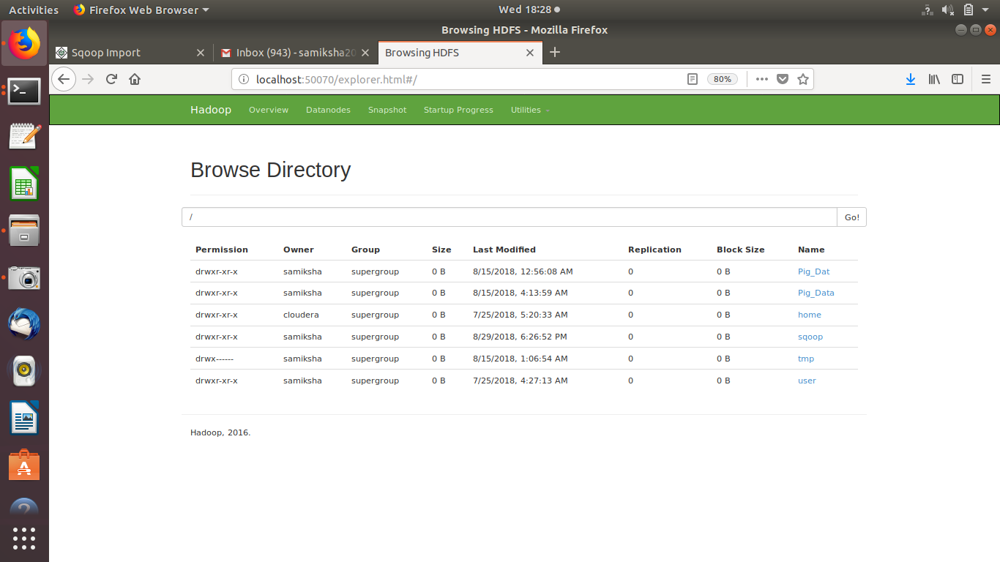 Activities Firefox Web Browser Wed 18:28
Browsing HDFS - Mozilla Firefox
Sqoop Import Inbox (943) - samiksha20 Browsing HDFS
localhost:50070/explorer.html#/ 80%
Hadoop Overview Datanodes Snapshot Startup Progress Utilities
Browse Directory
/ Go!
Permission Owner Group Size Last Modified Replication Block Size Name
drwxr-xr-x samiksha supergroup 0 B 8/15/2018, 12:56:08 AM 0 0 B Pig_Dat
drwxr-xr-x samiksha supergroup 0 B 8/15/2018, 4:13:59 AM 0 0 B Pig_Data
drwxr-xr-x cloudera supergroup 0 B 7/25/2018, 5:20:33 AM 0 0 B home
drwxr-xr-x samiksha supergroup 0 B 8/29/2018, 6:26:52 PM 0 0 B sqoop
drwx------ samiksha supergroup 0 B 8/15/2018, 1:06:54 AM 0 0 B tmp
drwxr-xr-x samiksha supergroup 0 B 7/25/2018, 4:27:13 AM 0 0 B user
Hadoop, 2016.